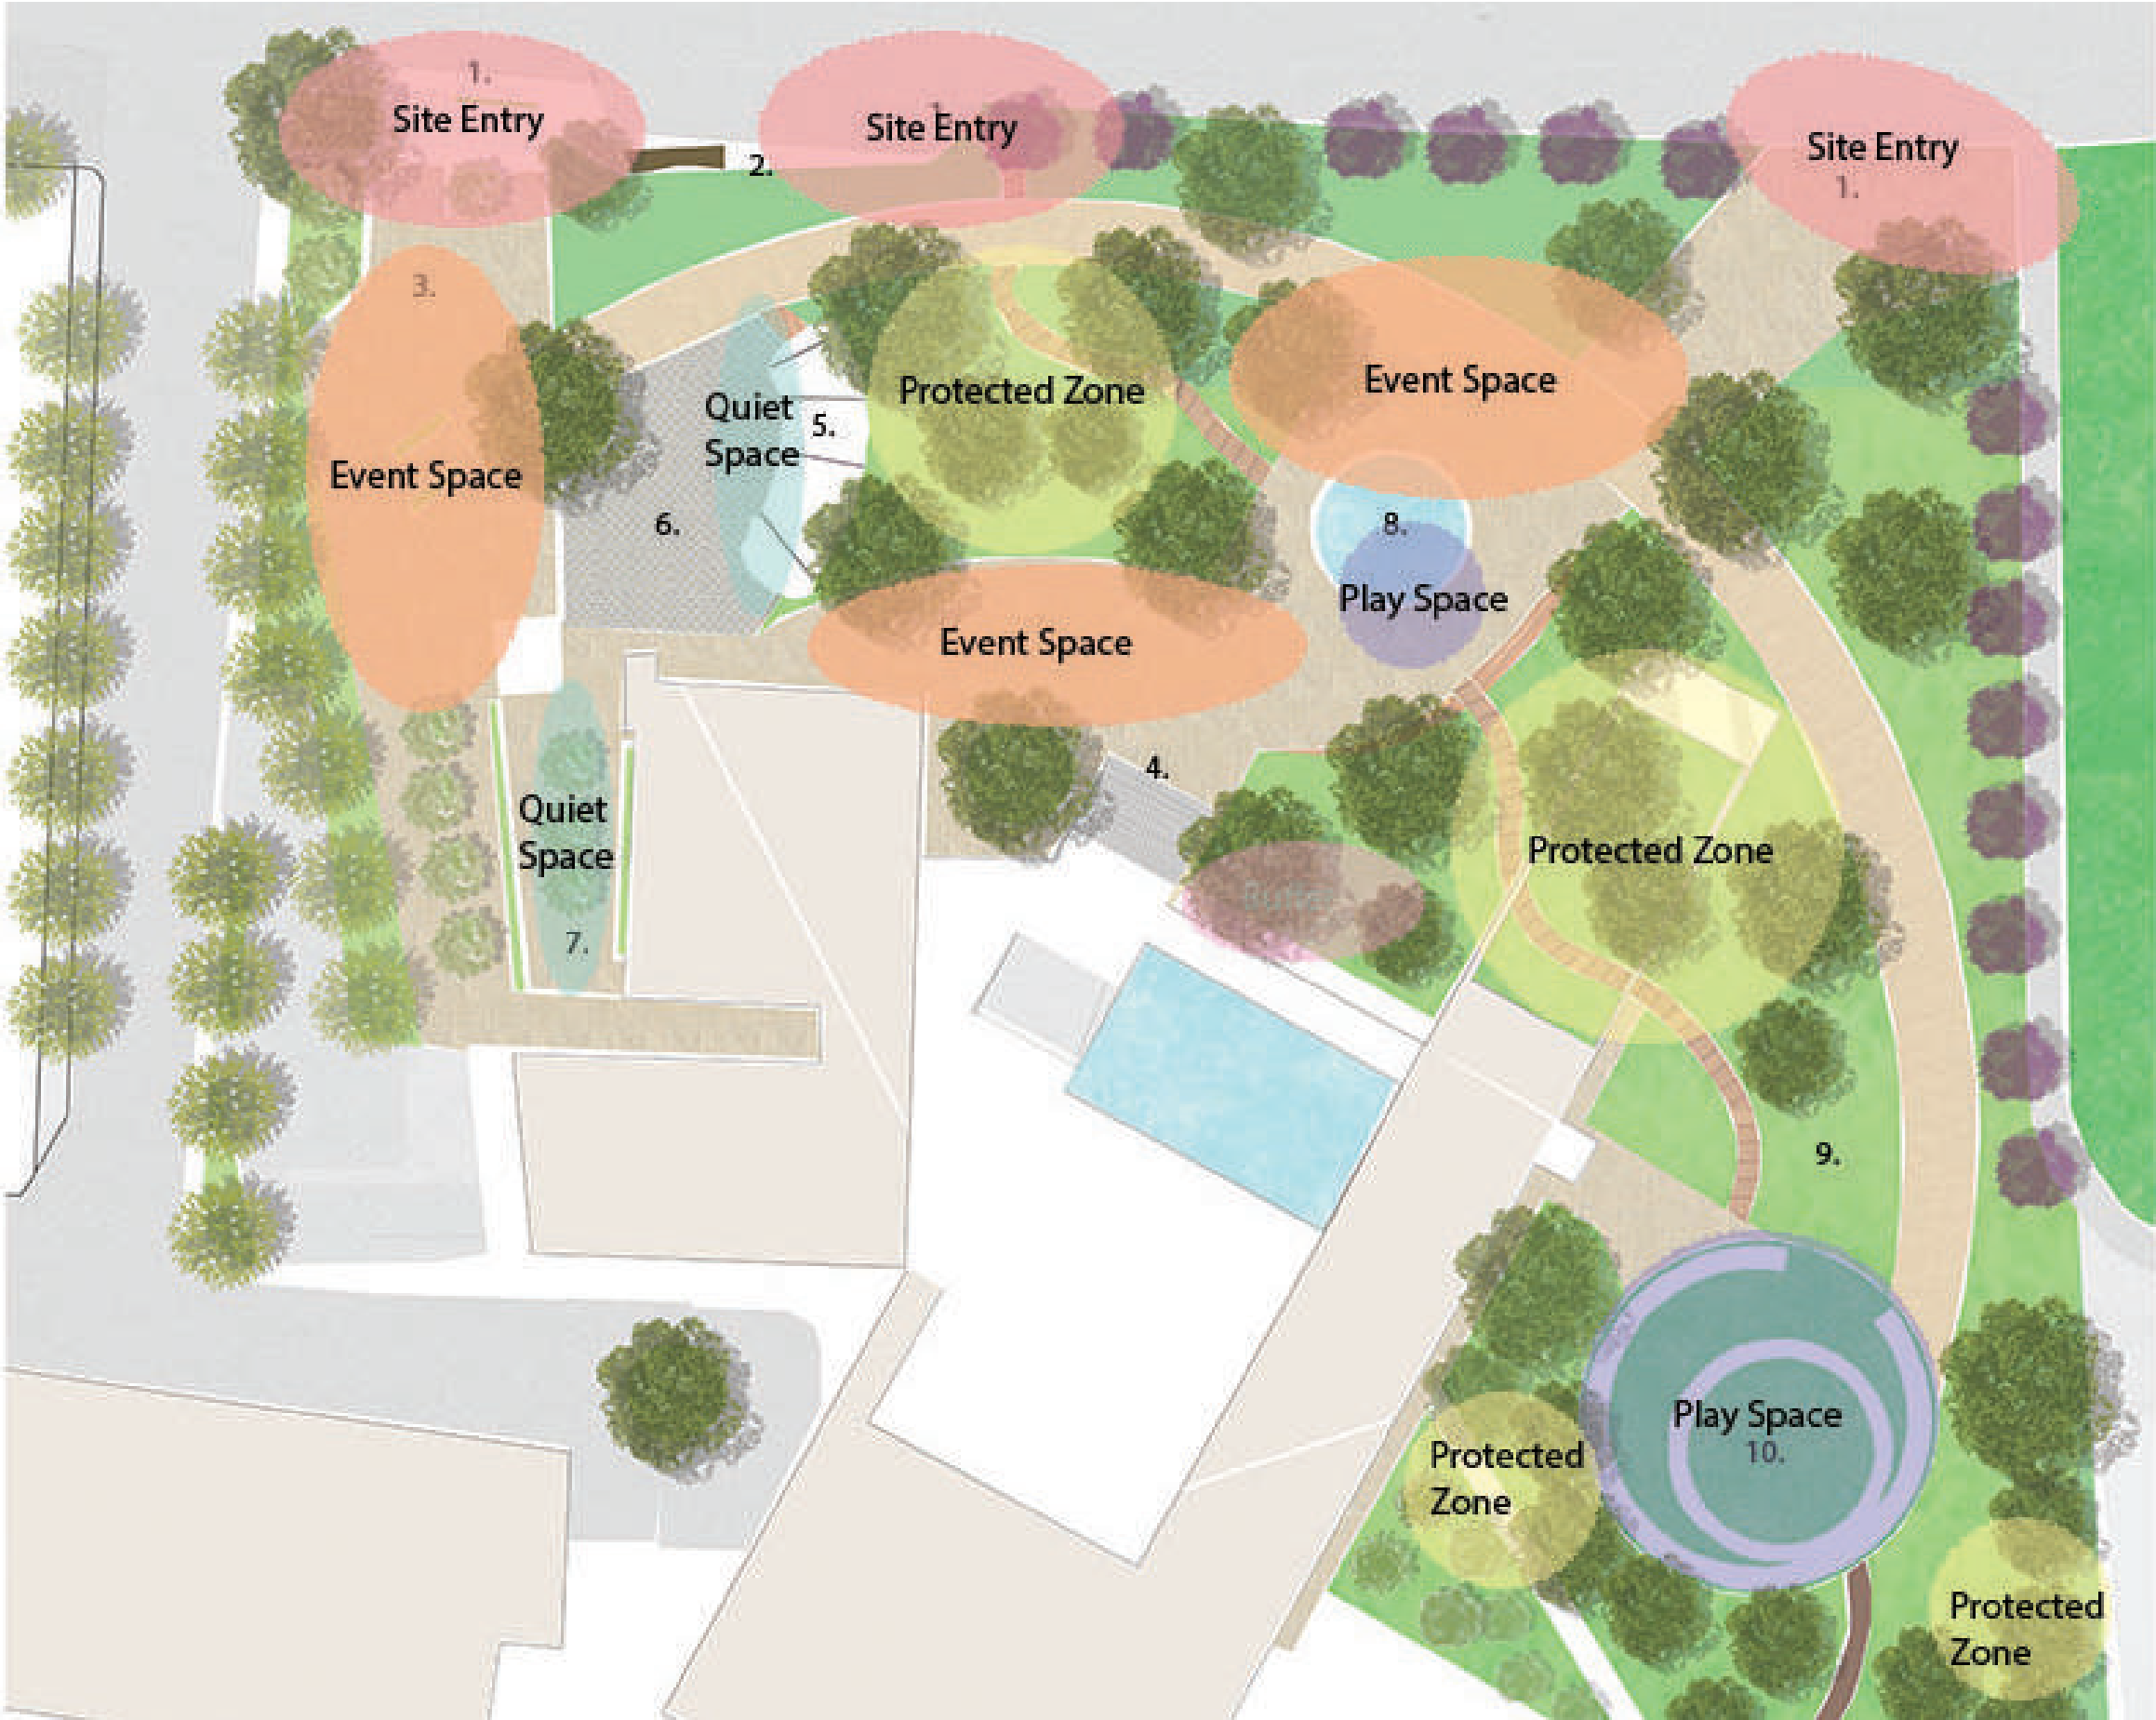 1.
Site Entry
2.
1.
Site Entry
Site Entry
1.
3.
Event Space
Quiet
Space
5.
6.
Protected Zone
Event Space
8.
Play Space
Event Space
4.
Quiet
Space
7.
Protected Zone
9.
Play Space
10.
Protected
Zone
Protected
Zone